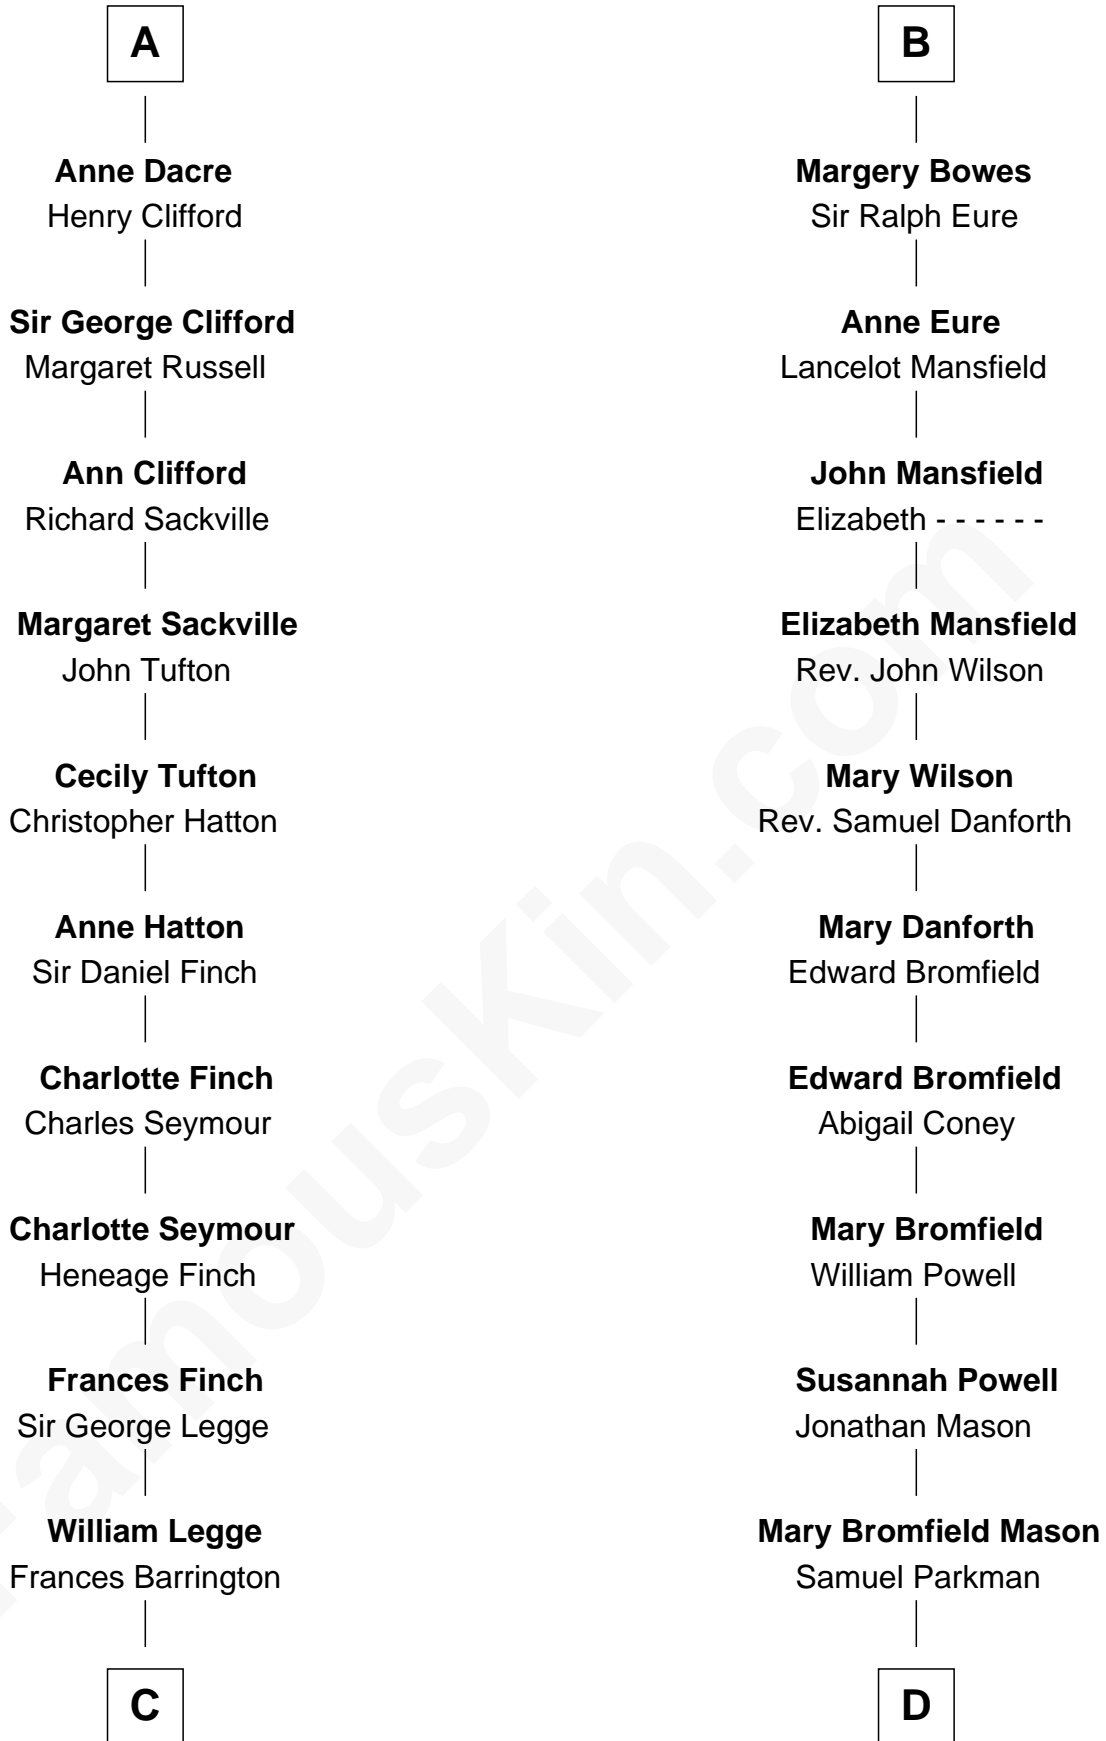 A
Anne Dacre
Henry Clifford
Sir George Clifford
Margaret Russell
Ann Clifford
Richard Sackville
Margaret Sackville
John Tufton
Cecily Tufton
Christopher Hatton
Anne Hatton
Sir Daniel Finch
Charlotte Finch
Charles Seymour
Charlotte Seymour
Heneage Finch
Frances Finch
Sir George Legge
William Legge
Frances Barrington
C
B
Margery Bowes
Sir Ralph Eure
Anne Eure
Lancelot Mansfield
John Mansfield
Elizabeth - - - - - -
Elizabeth Mansfield
Rev. John Wilson
Mary Wilson
Rev. Samuel Danforth
Mary Danforth
Edward Bromfield
Edward Bromfield
Abigail Coney
Mary Bromfield
William Powell
Susannah Powell
Jonathan Mason
Mary Bromfield Mason
Samuel Parkman
D
FamousKin.com